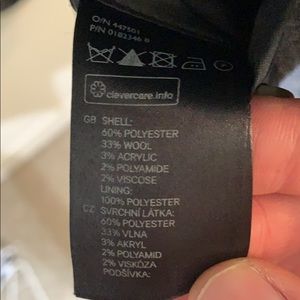 O/N 447501
P/N 0182346 6
clevercare.info
GB SHELL:
60% POLYESTER
33% WOOL
3% ACRYLIC
2% POLYAMIDE
2% VISCOSE
LINING:
100% POLYESTER
CZ SVRCHNÍ LÁTKA:
60% POLYESTER
33% VLNA
3% AKRYL
2% POLYAMID
2% VISKÓZA
PODŠÍVKA: